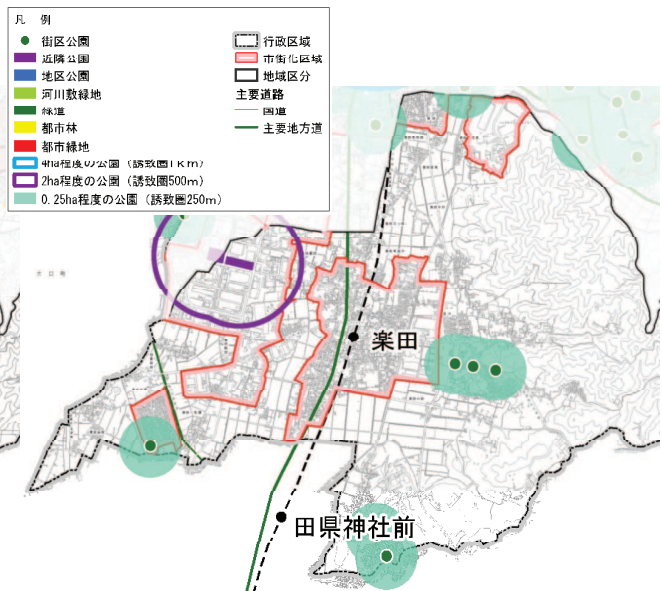 凡 例
街区公園
近隣公園
地区公園
河川敷緑地
緑道
都市林
都市緑地
4ha程度の公園（誘致圏1km）
2ha程度の公園（誘致圏500m）
0.25ha程度の公園（誘致圏250m）
行政区域
市街化区域
地域区分
主要道路
国道
主要地方道
大口町
楽田
田県神社前